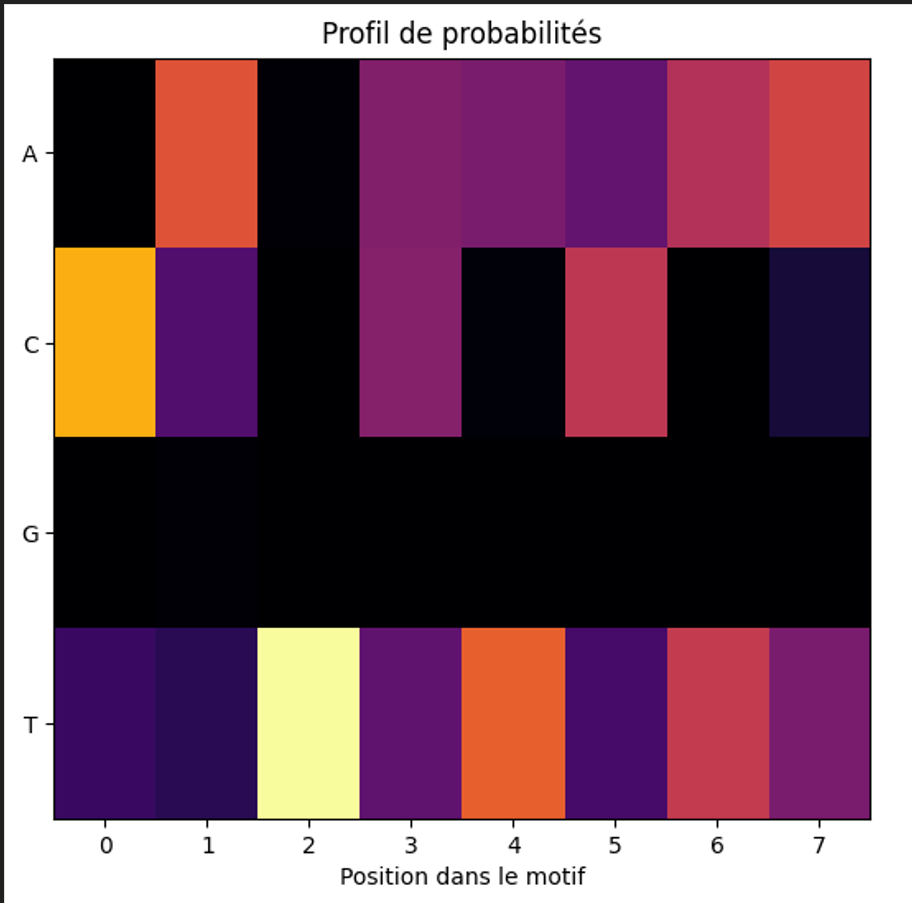 Profil de probabilités
A
C
G
T
0 1 2 3 4 5 6 7
Position dans le motif